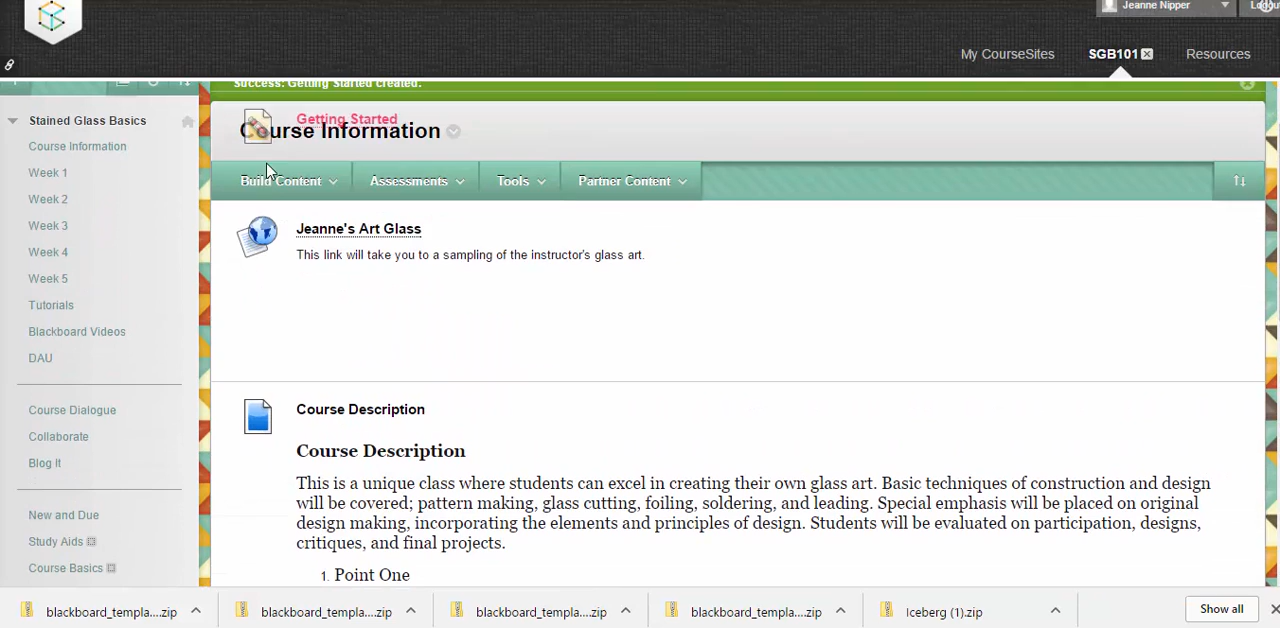 Jeanne Nipper
My CourseSites
SGB101
Resources
Success: Getting Started created.
Getting Started
Course Information
Build Content
Assessments
Tools
Partner Content
Stained Glass Basics
Course Information
Week 1
Week 2
Week 3
Week 4
Week 5
Tutorials
Blackboard Videos
DAU
Course Dialogue
Collaborate
Blog It
New and Due
Study Aids
Course Basics
Jeanne's Art Glass
This link will take you to a sampling of the instructor's glass art.
Course Description
Course Description
This is a unique class where students can excel in creating their own glass art. Basic techniques of construction and design
will be covered; pattern making, glass cutting, foiling, soldering, and leading. Special emphasis will be placed on original
design making, incorporating the elements and principles of design. Students will be evaluated on participation, designs,
critiques, and final projects.
1. Point One
blackboard_templa....zip
blackboard_templa....zip
blackboard_templa....zip
blackboard_templa....zip
Iceberg (1).zip
Show all